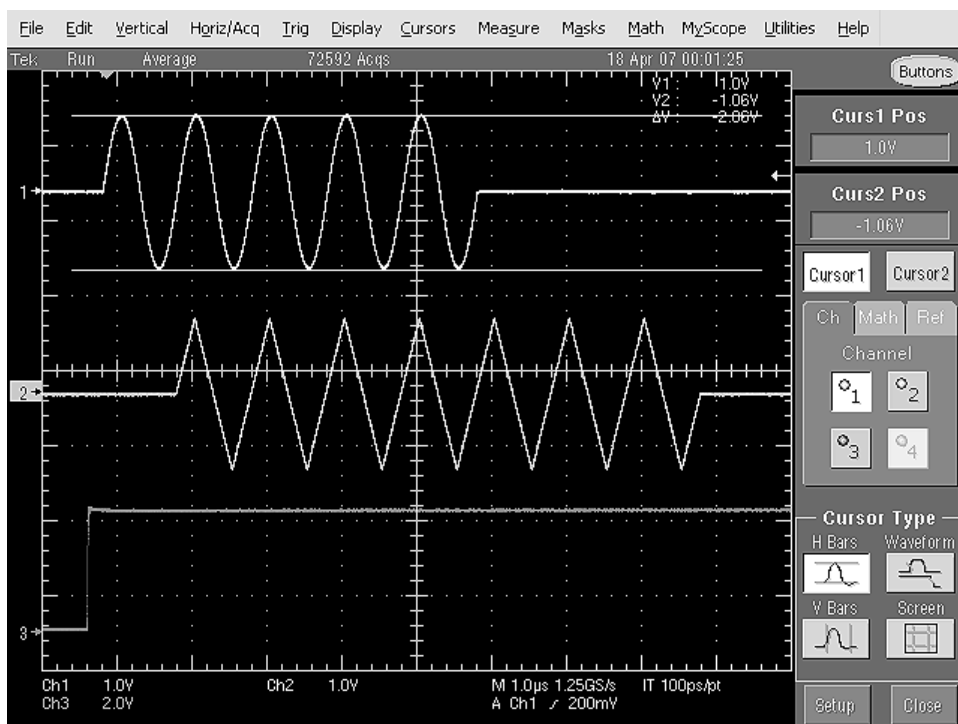 File Edit Vertical Horiz/Acq Trig Display Cursors Measure Masks Math MyScope Utilities Help
Tek Run Average 72592 Acqs 18 Apr 07 00:01:25
Buttons
V1 : 1.0V
V2 : -1.06V
ΔV : -2.06V
Curs1 Pos
1.0V
Curs2 Pos
-1.06V
Cursor1 Cursor2
Ch Math Ref
Channel
1 2
3 4
Cursor Type
H Bars Waveform
V Bars Screen
Setup Close
1
2
3
Ch1 1.0V Ch2 1.0V M 1.0µs 1.25GS/s IT 100ps/pt
Ch3 2.0V A Ch1 200mV